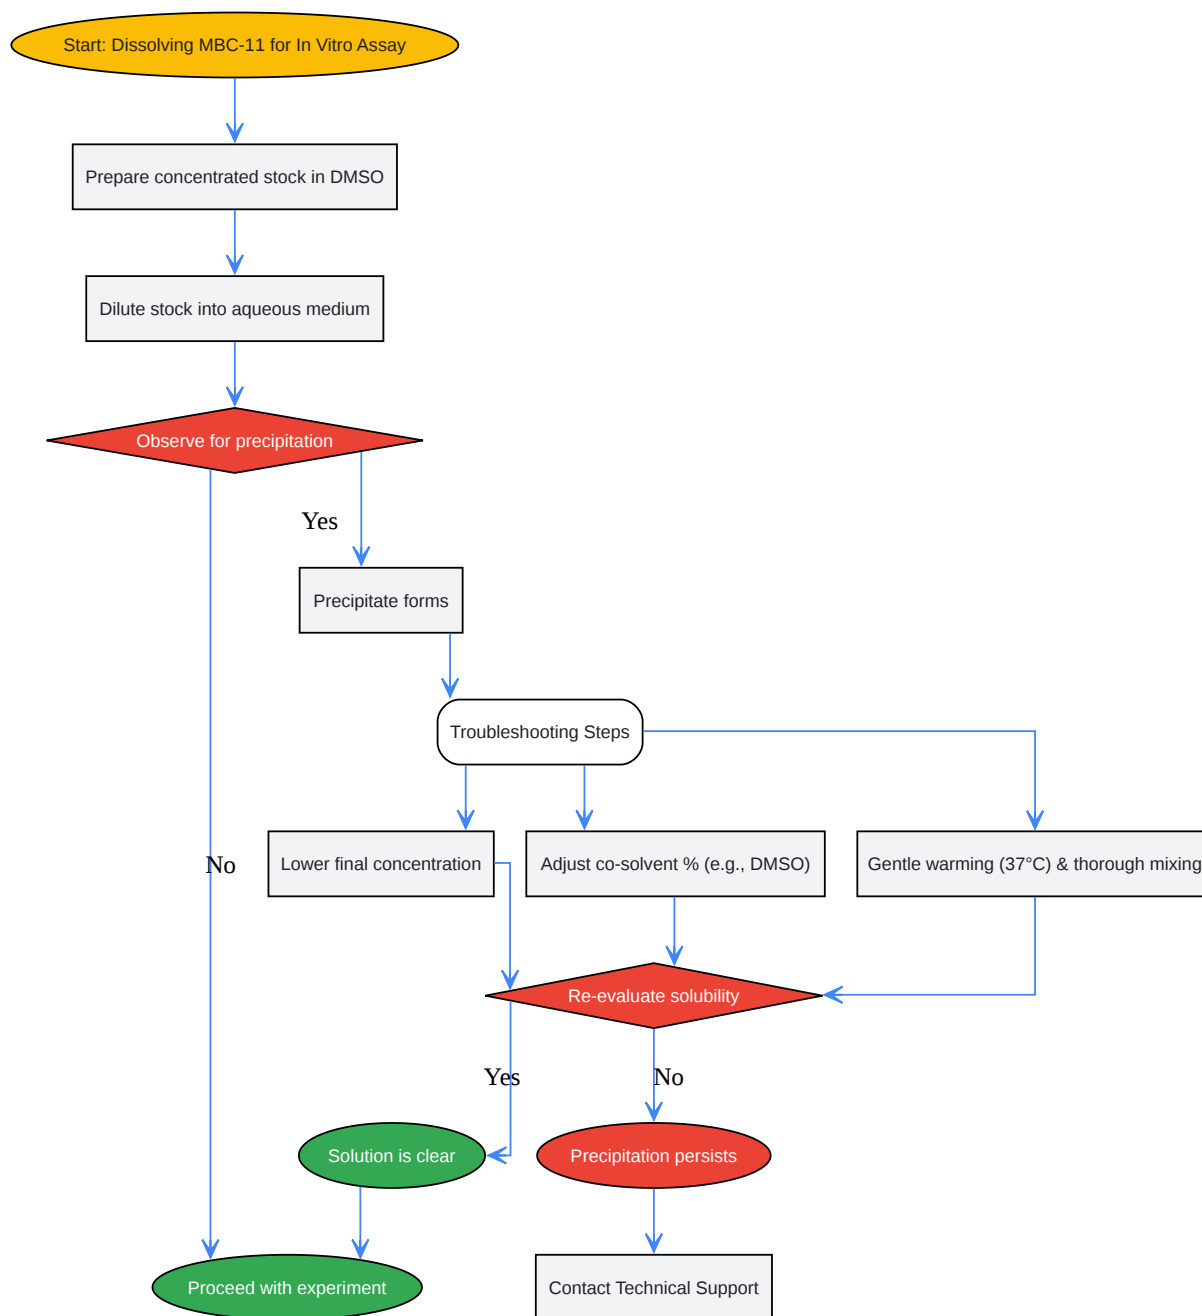 Start: Dissolving MBC-11 for In Vitro Assay
Prepare concentrated stock in DMSO
Dilute stock into aqueous medium
Observe for precipitation
Yes
Precipitate forms
Troubleshooting Steps
No
Lower final concentration
Adjust co-solvent % (e.g., DMSO)
Gentle warming (37°C) & thorough mixing
Re-evaluate solubility
Yes
No
Solution is clear
Precipitation persists
Proceed with experiment
Contact Technical Support